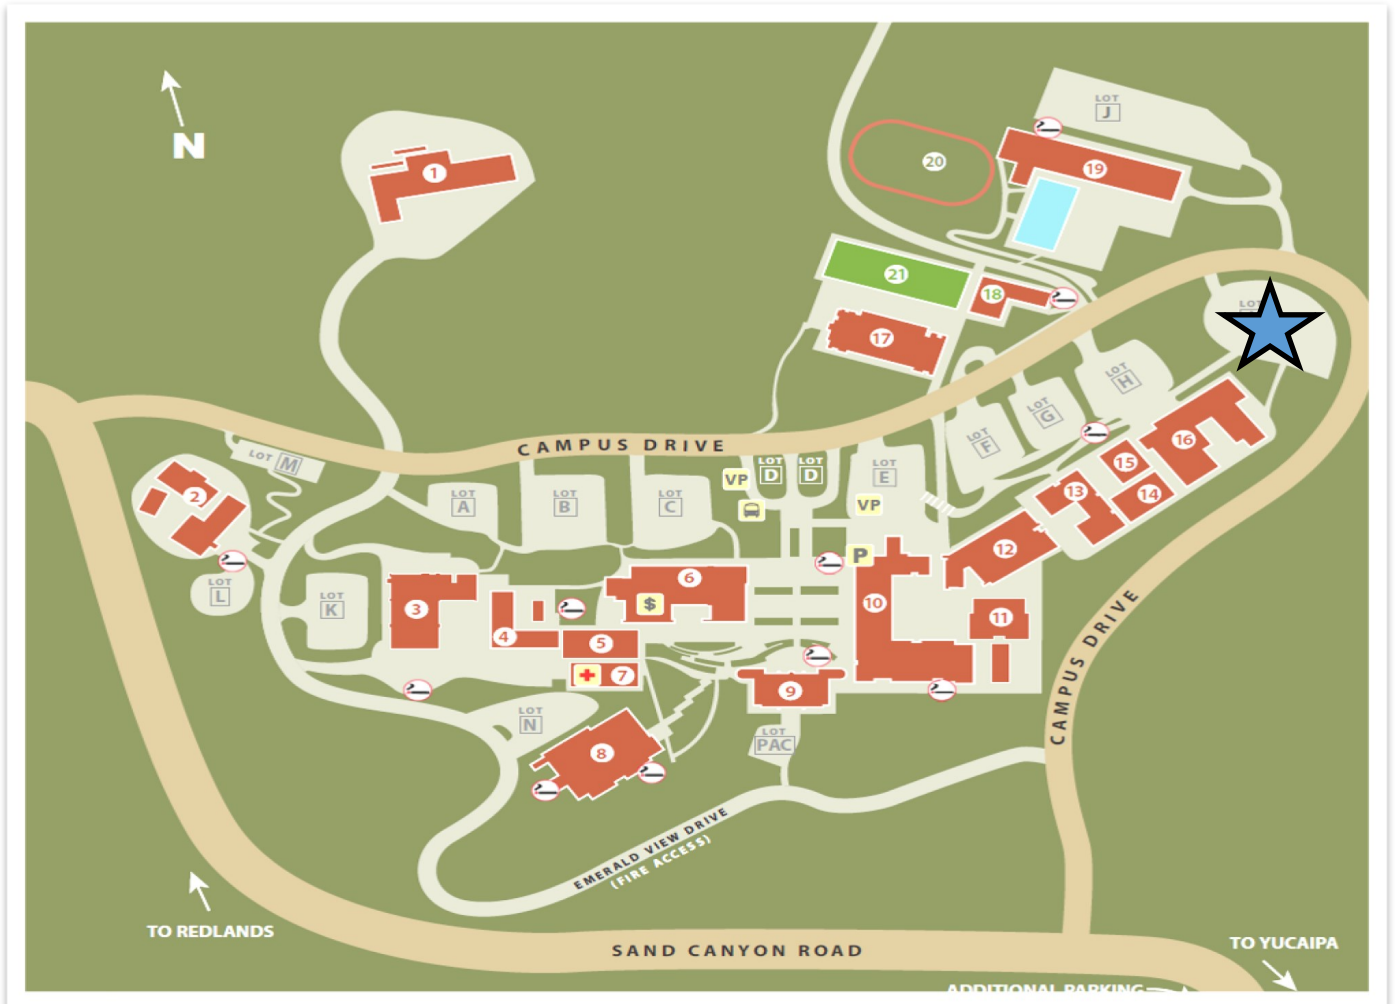 N
1
LOT
J
20
19
21
18
17
LOT
LOT
H
LOT
G
LOT
F
CAMPUS DRIVE
LOT M
2
LOT
A
LOT
B
LOT
C
VP
LOT
D
LOT
D
LOT
E
VP
16
15
14
13
12
P
LOT
L
LOT
K
3
4
5
6
$
7
10
11
9
CAMPUS DRIVE
LOT
N
8
LOT
PAC
EMERALD VIEW DRIVE
(FIRE ACCESS)
TO REDLANDS
SAND CANYON ROAD
TO YUCAIPA
ADDITIONAL PARKING